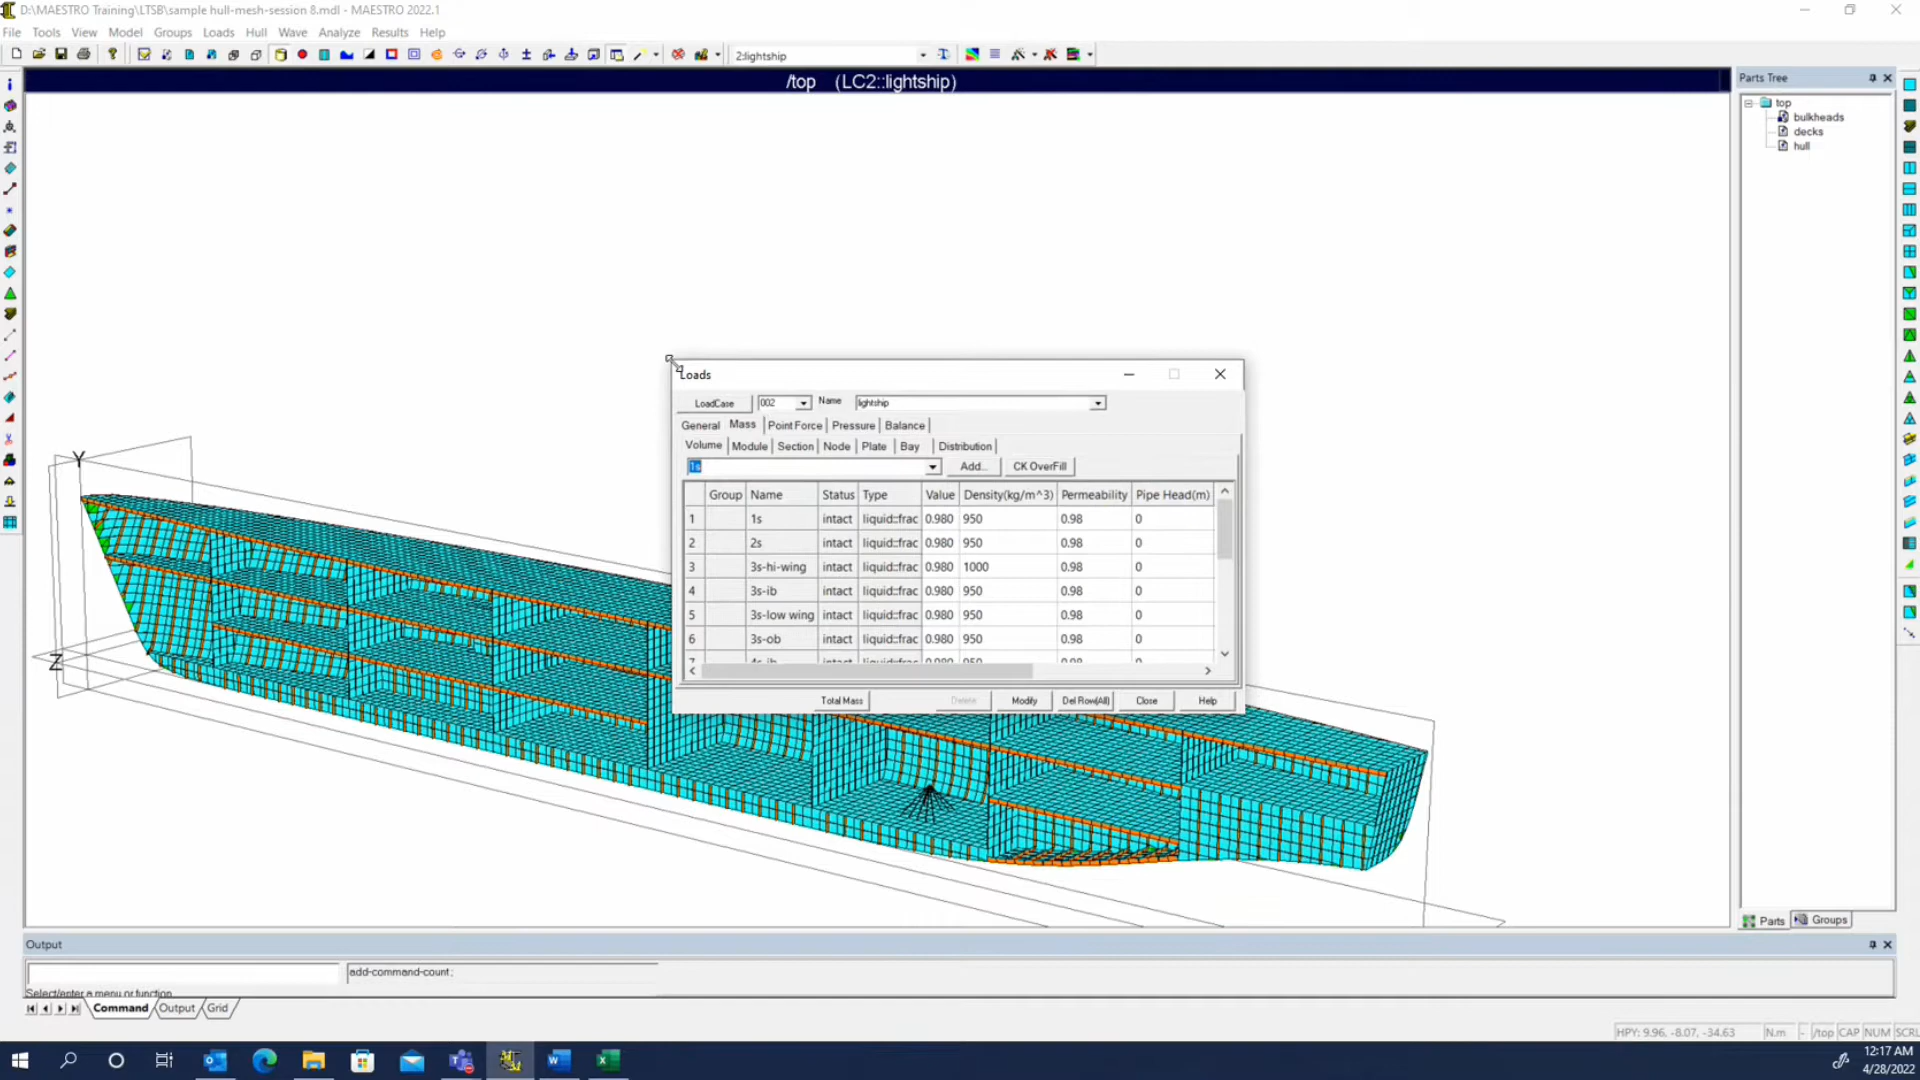 D:\MAESTRO Training\LTSB\sample hull-mesh-session 8.mdl - MAESTRO 2022.1
File Tools View Model Groups Loads Hull Wave Analyze Results Help
2:lightship
/top (LC2::lightship)
Parts Tree
top
bulkheads
decks
hull
Y
Z
Loads
LoadCase 002 Name lightship
General Mass Point Force Pressure Balance
Volume Module Section Node Plate Bay Distribution
1s Add... CK OverFill
Group Name Status Type Value Density(kg/m^3) Permeability Pipe Head(m)
1 1s intact liquid::frac 0.980 950 0.98 0
2 2s intact liquid::frac 0.980 950 0.98 0
3 3s-hi-wing intact liquid::frac 0.980 1000 0.98 0
4 3s-ib intact liquid::frac 0.980 950 0.98 0
5 3s-low wing intact liquid::frac 0.980 950 0.98 0
6 3s-ob intact liquid::frac 0.980 950 0.98 0
Total Mass Delete Modify Del Row(All) Close Help
Parts Groups
Output
add-command-count;
Select/enter a menu or function
Command Output Grid
HPY: 9.96, -8.07, -34.63 N.m - /top CAP NUM SCRL
12:17 AM
4/28/2022